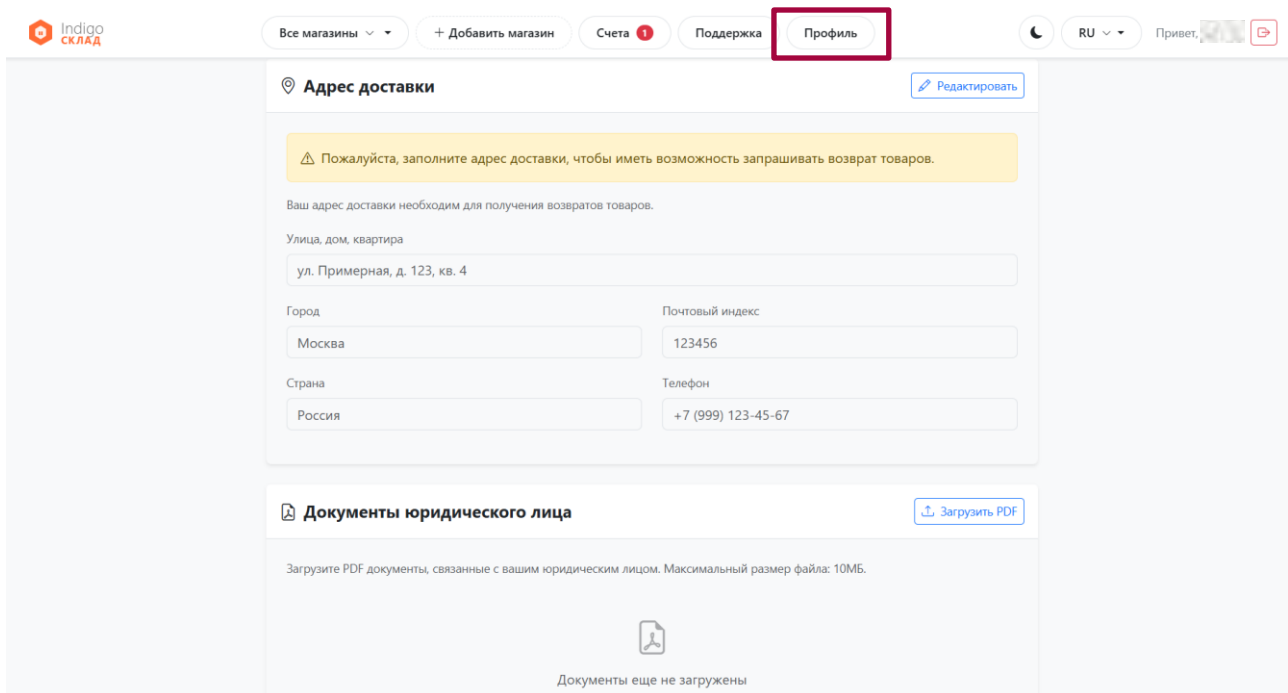 Indigo
СКЛАД
Все магазины
+ Добавить магазин
Счета 1
Поддержка
Профиль
RU
Привет,
Адрес доставки
Редактировать
Пожалуйста, заполните адрес доставки, чтобы иметь возможность запрашивать возврат товаров.
Ваш адрес доставки необходим для получения возвратов товаров.
Улица, дом, квартира
ул. Примерная, д. 123, кв. 4
Город
Почтовый индекс
Москва
123456
Страна
Телефон
Россия
+7 (999) 123-45-67
Документы юридического лица
Загрузить PDF
Загрузите PDF документы, связанные с вашим юридическим лицом. Максимальный размер файла: 10МБ.
Документы еще не загружены